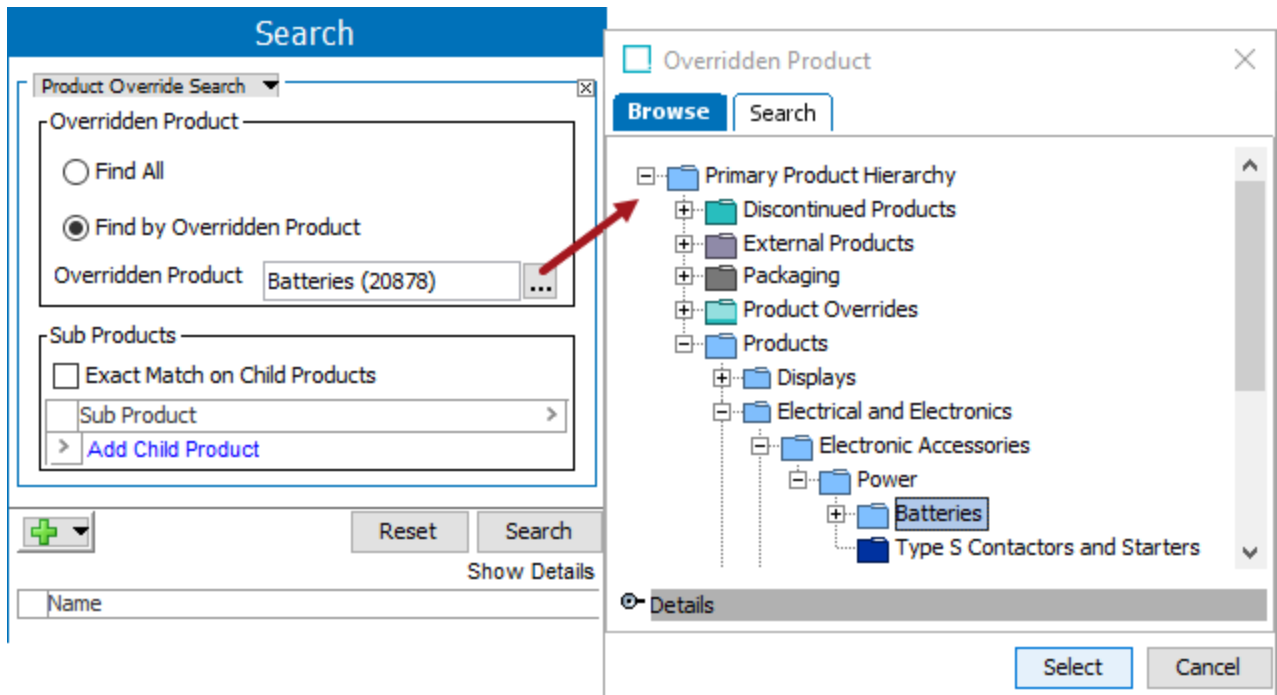 Search
Product Override Search
Overridden Product
Find All
Find by Overridden Product
Overridden Product Batteries (20878) ...
Sub Products
Exact Match on Child Products
Sub Product >
> Add Child Product
Reset Search
Show Details
Name
Overridden Product
Browse Search
Primary Product Hierarchy
Discontinued Products
External Products
Packaging
Product Overrides
Products
Displays
Electrical and Electronics
Electronic Accessories
Power
Batteries
Type S Contactors and Starters
Details
Select Cancel